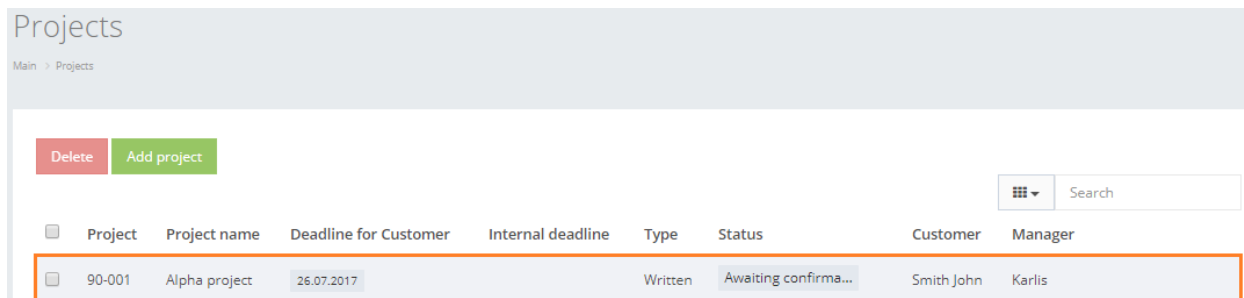 Projects
Main > Projects
Delete Add project
Search
Project Project name Deadline for Customer Internal deadline Type Status Customer Manager
90-001 Alpha project 26.07.2017 Written Awaiting confirma... Smith John Karlis